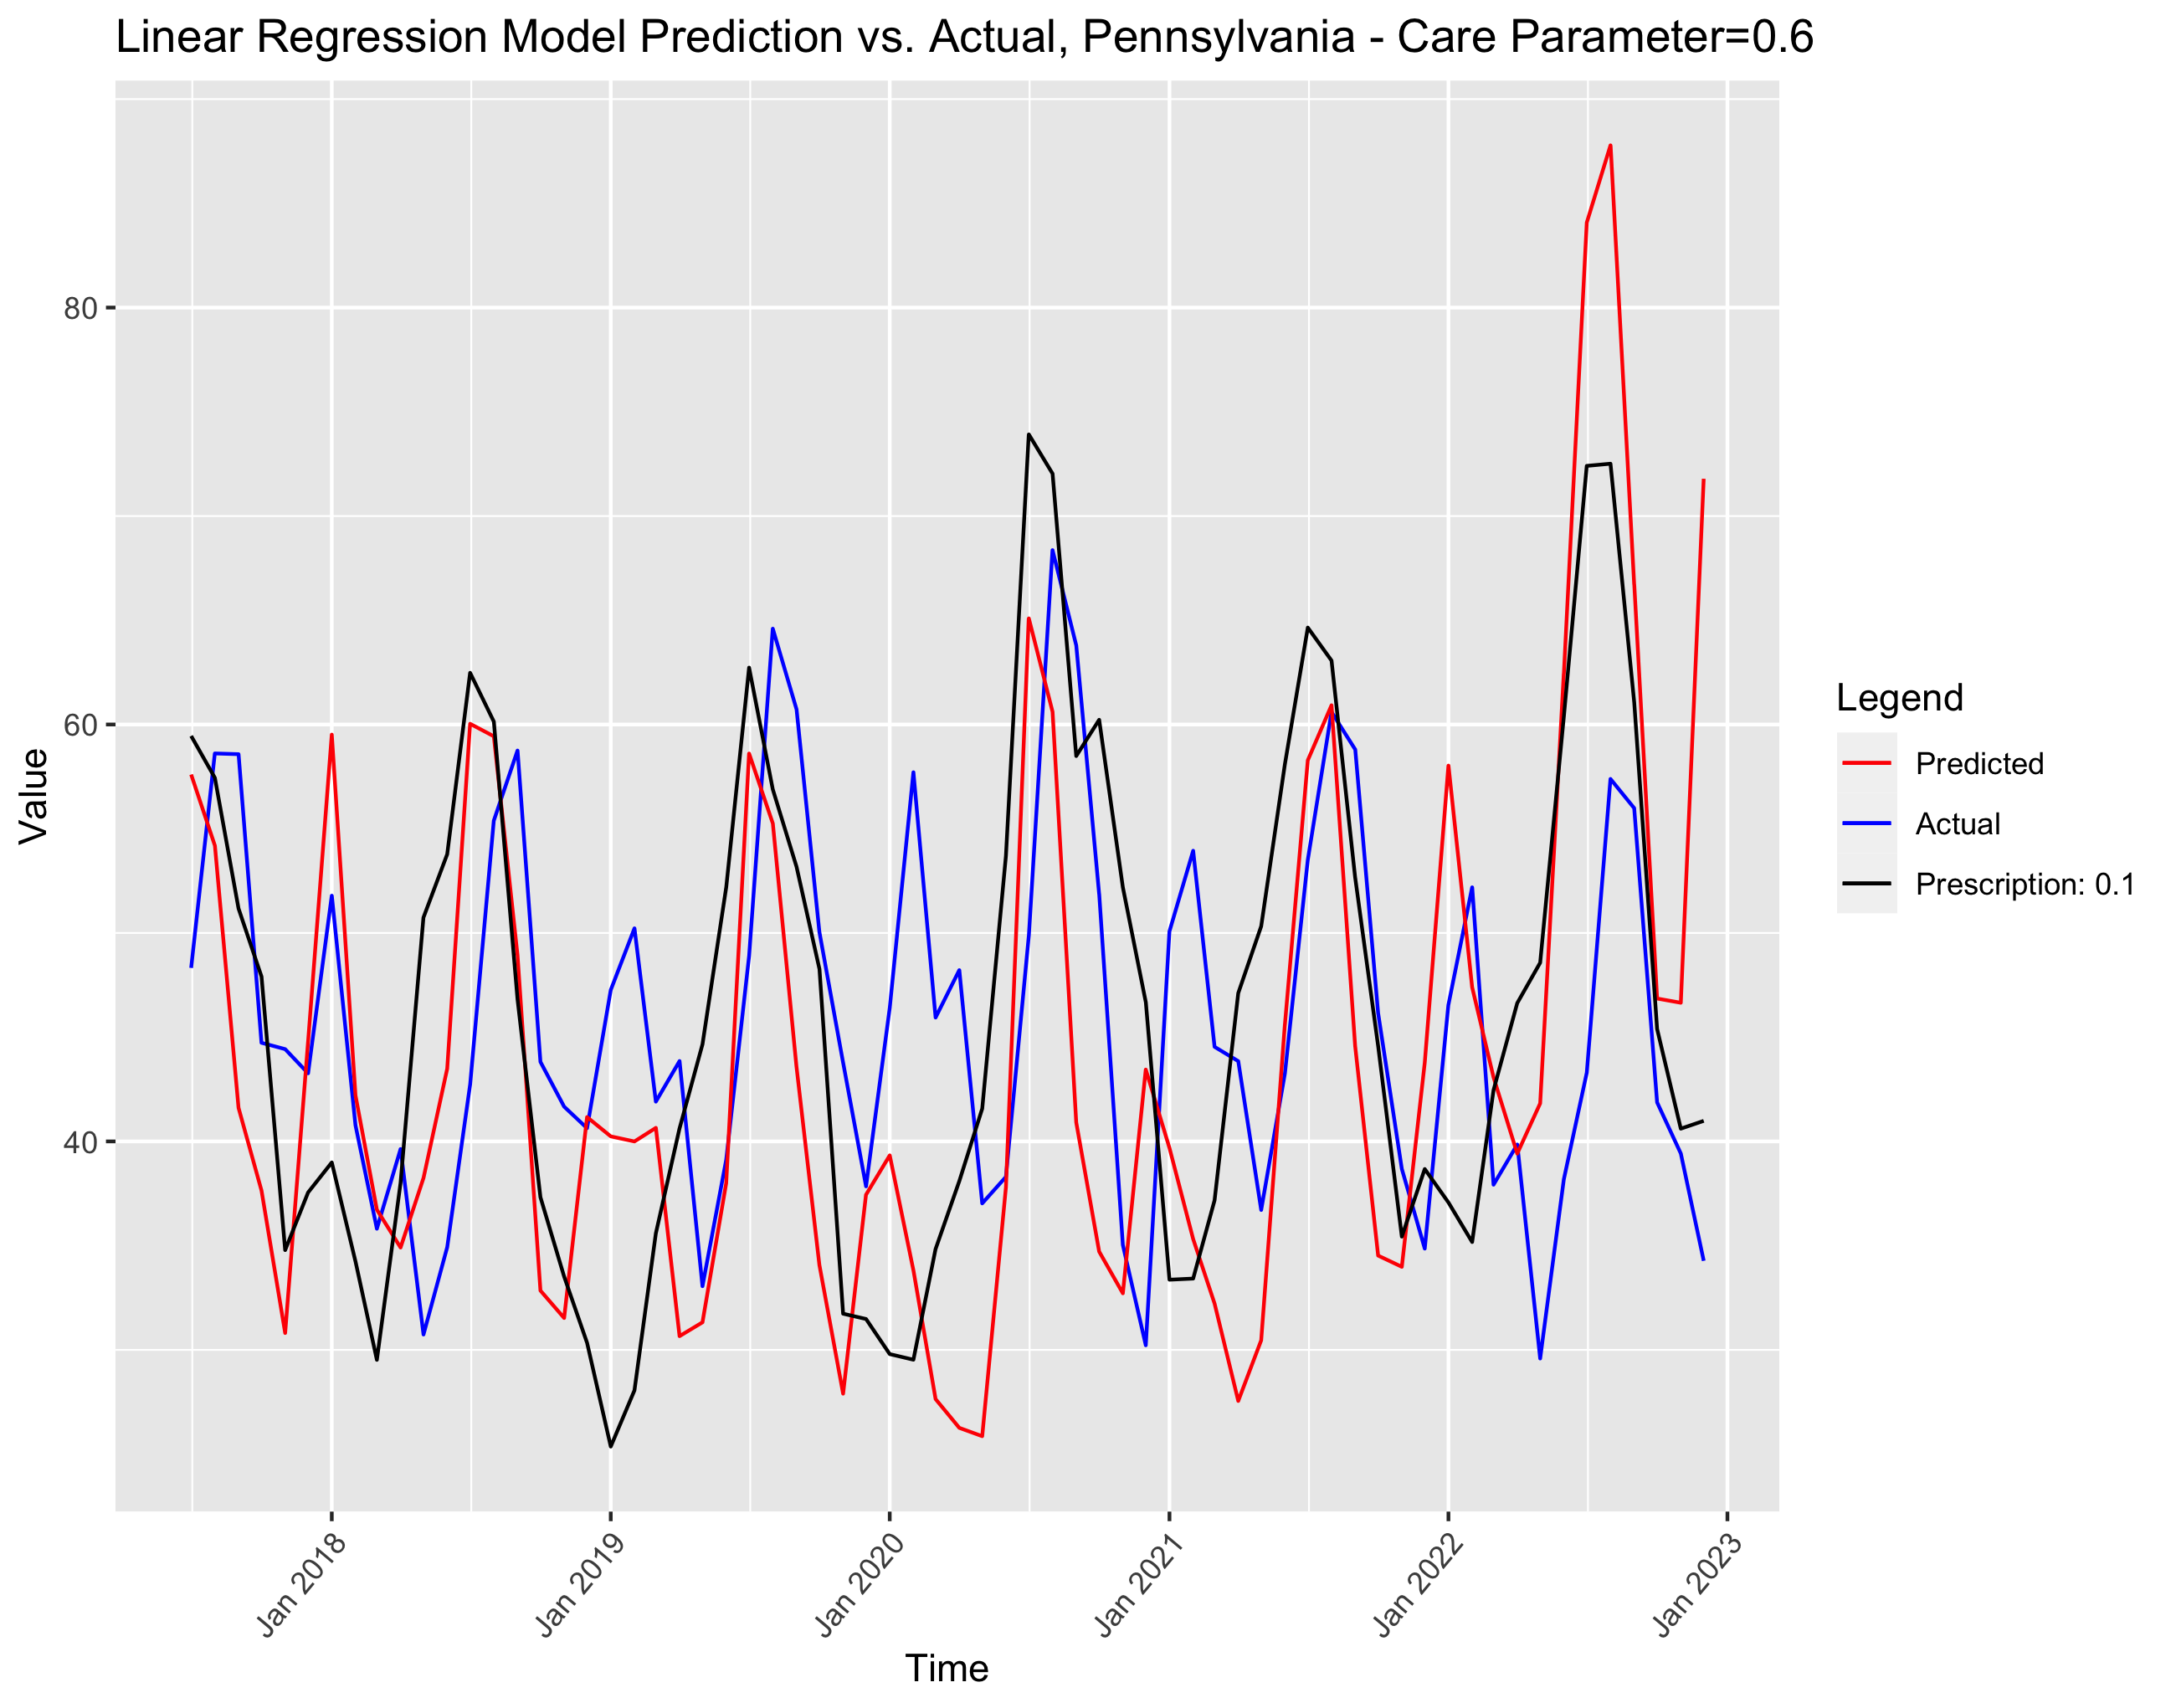 Linear Regression Model Prediction vs. Actual, Pennsylvania - Care Parameter=0.6
80
60
40
Value
Jan 2018
Jan 2019
Jan 2020
Jan 2021
Jan 2022
Jan 2023
Time
Legend
Predicted
Actual
Prescription: 0.1